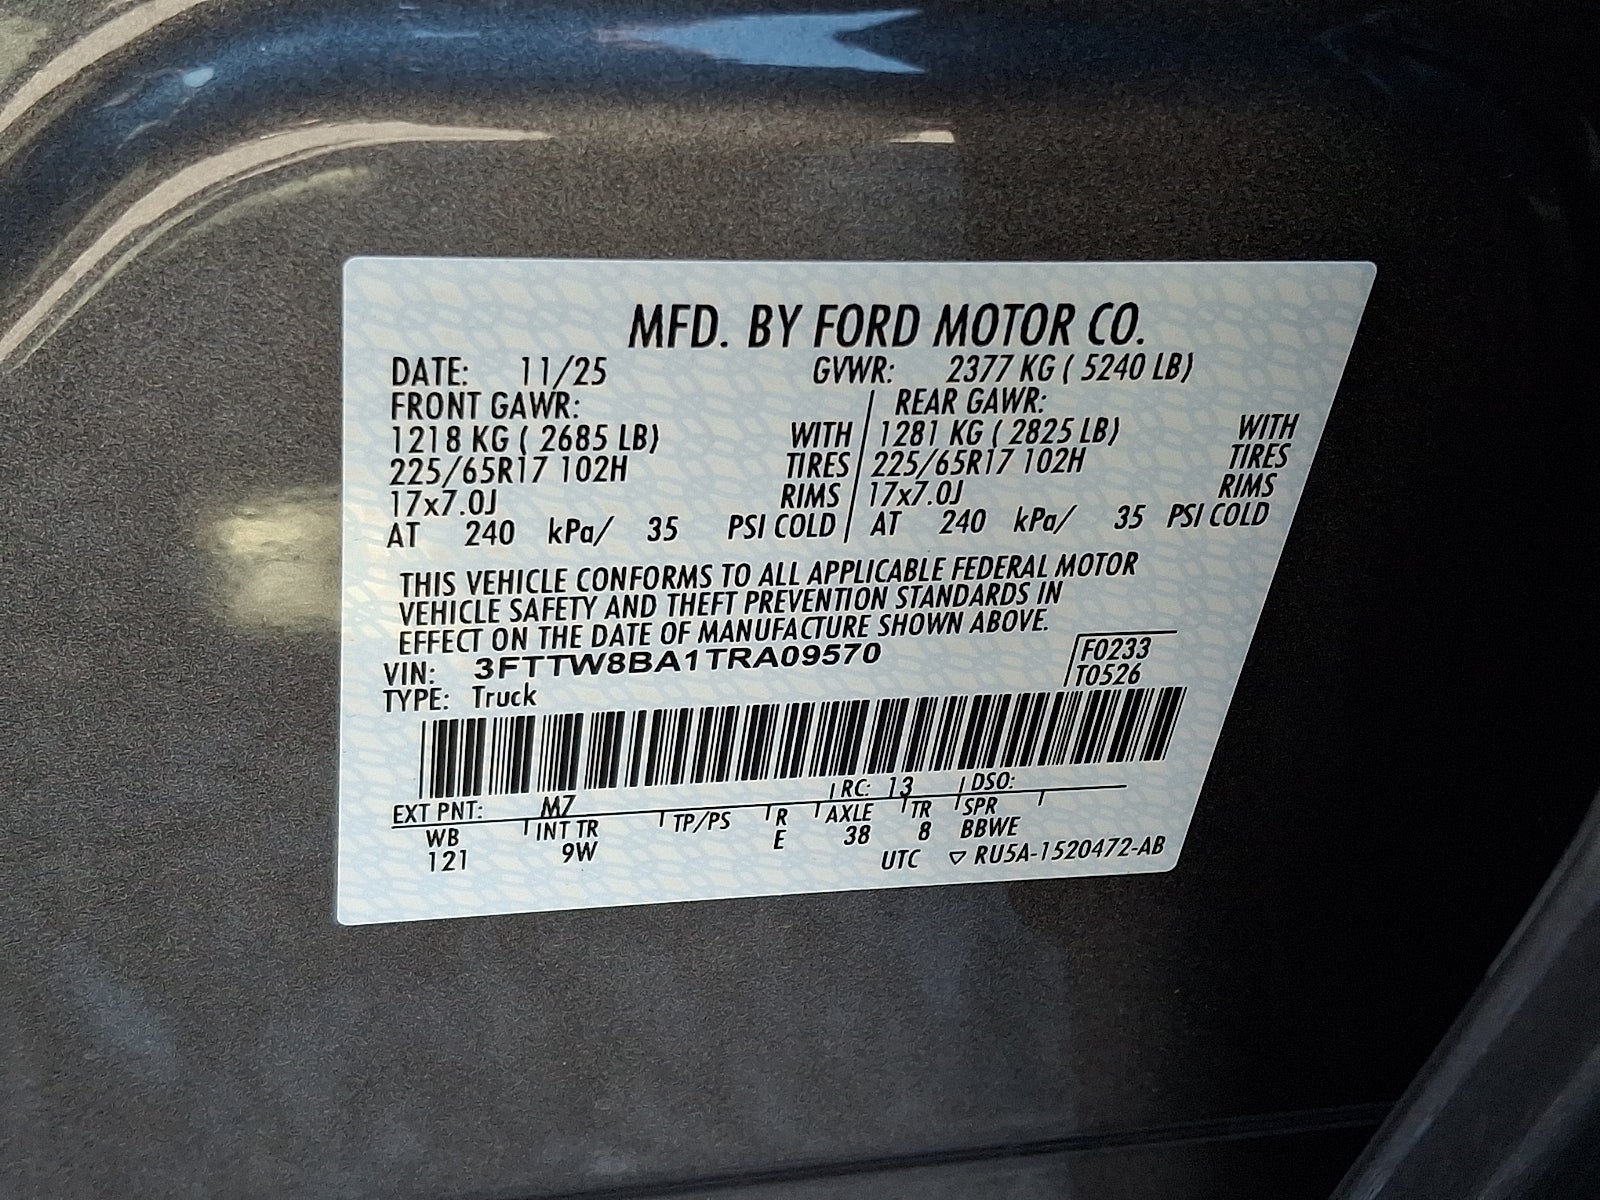 MFD. BY FORD MOTOR CO.
DATE: 11/25 GVWR: 2377 KG ( 5240 LB)
FRONT GAWR: REAR GAWR:
1218 KG ( 2685 LB) WITH 1281 KG ( 2825 LB) WITH
225/65R17 102H TIRES 225/65R17 102H TIRES
17x7.0J RIMS 17x7.0J RIMS
AT 240 kPa/ 35 PSI COLD AT 240 kPa/ 35 PSI COLD
THIS VEHICLE CONFORMS TO ALL APPLICABLE FEDERAL MOTOR
VEHICLE SAFETY AND THEFT PREVENTION STANDARDS IN
EFFECT ON THE DATE OF MANUFACTURE SHOWN ABOVE.
VIN: 3FTTW8BA1TRA09570 F0233
TYPE: Truck T0526
EXT PNT: MZ RC: 13 DSO:
WB INT TR TP/PS R AXLE TR SPR
121 9W E 38 8 BBWE
UTC ▽ RU5A-1520472-AB